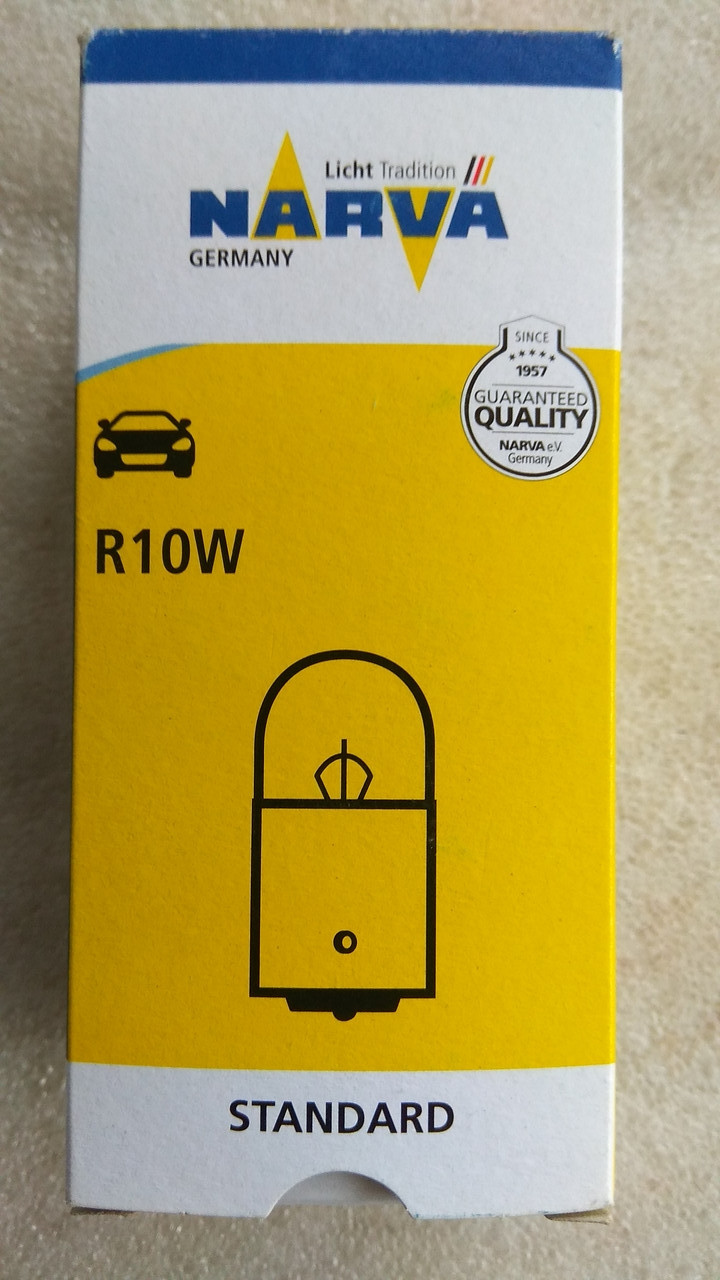 Licht Tradition
NARVA
GERMANY
SINCE
1957
GUARANTEED
QUALITY
NARVA e.V.
Germany
R10W
STANDARD